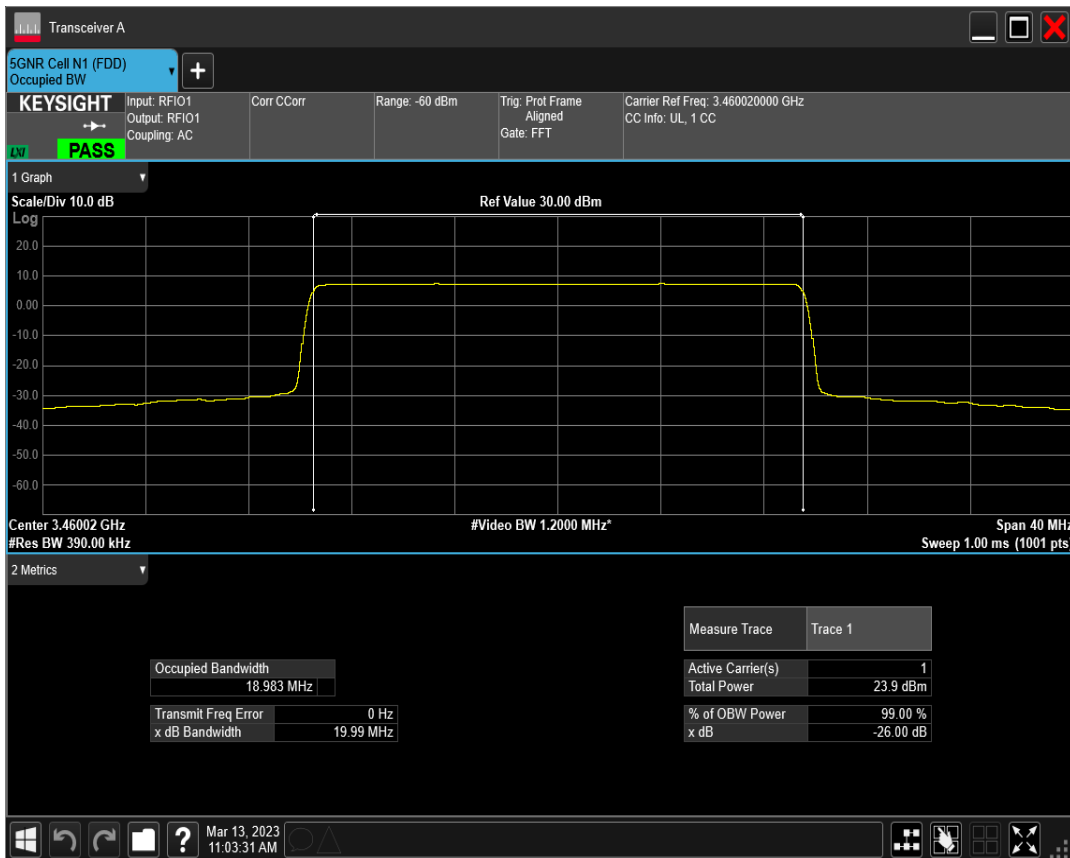 Transceiver A
5GNR Cell N1 (FDD)
Occupied BW
+
KEYSIGHT
LXI
PASS
Input: RFIO1
Output: RFIO1
Coupling: AC
Corr CCorr
Range: -60 dBm
Trig: Prot Frame
Aligned
Gate: FFT
Carrier Ref Freq: 3.460020000 GHz
CC Info: UL, 1 CC
1 Graph
Scale/Div 10.0 dB
Ref Value 30.00 dBm
Log
20.0
10.0
0.00
-10.0
-20.0
-30.0
-40.0
-50.0
-60.0
Center 3.46002 GHz
#Video BW 1.2000 MHz*
Span 40 MHz
#Res BW 390.00 kHz
Sweep 1.00 ms (1001 pts)
2 Metrics
Measure Trace Trace 1
Occupied Bandwidth
18.983 MHz
Active Carrier(s) 1
Total Power 23.9 dBm
Transmit Freq Error 0 Hz
x dB Bandwidth 19.99 MHz
% of OBW Power 99.00 %
x dB -26.00 dB
?
Mar 13, 2023
11:03:31 AM